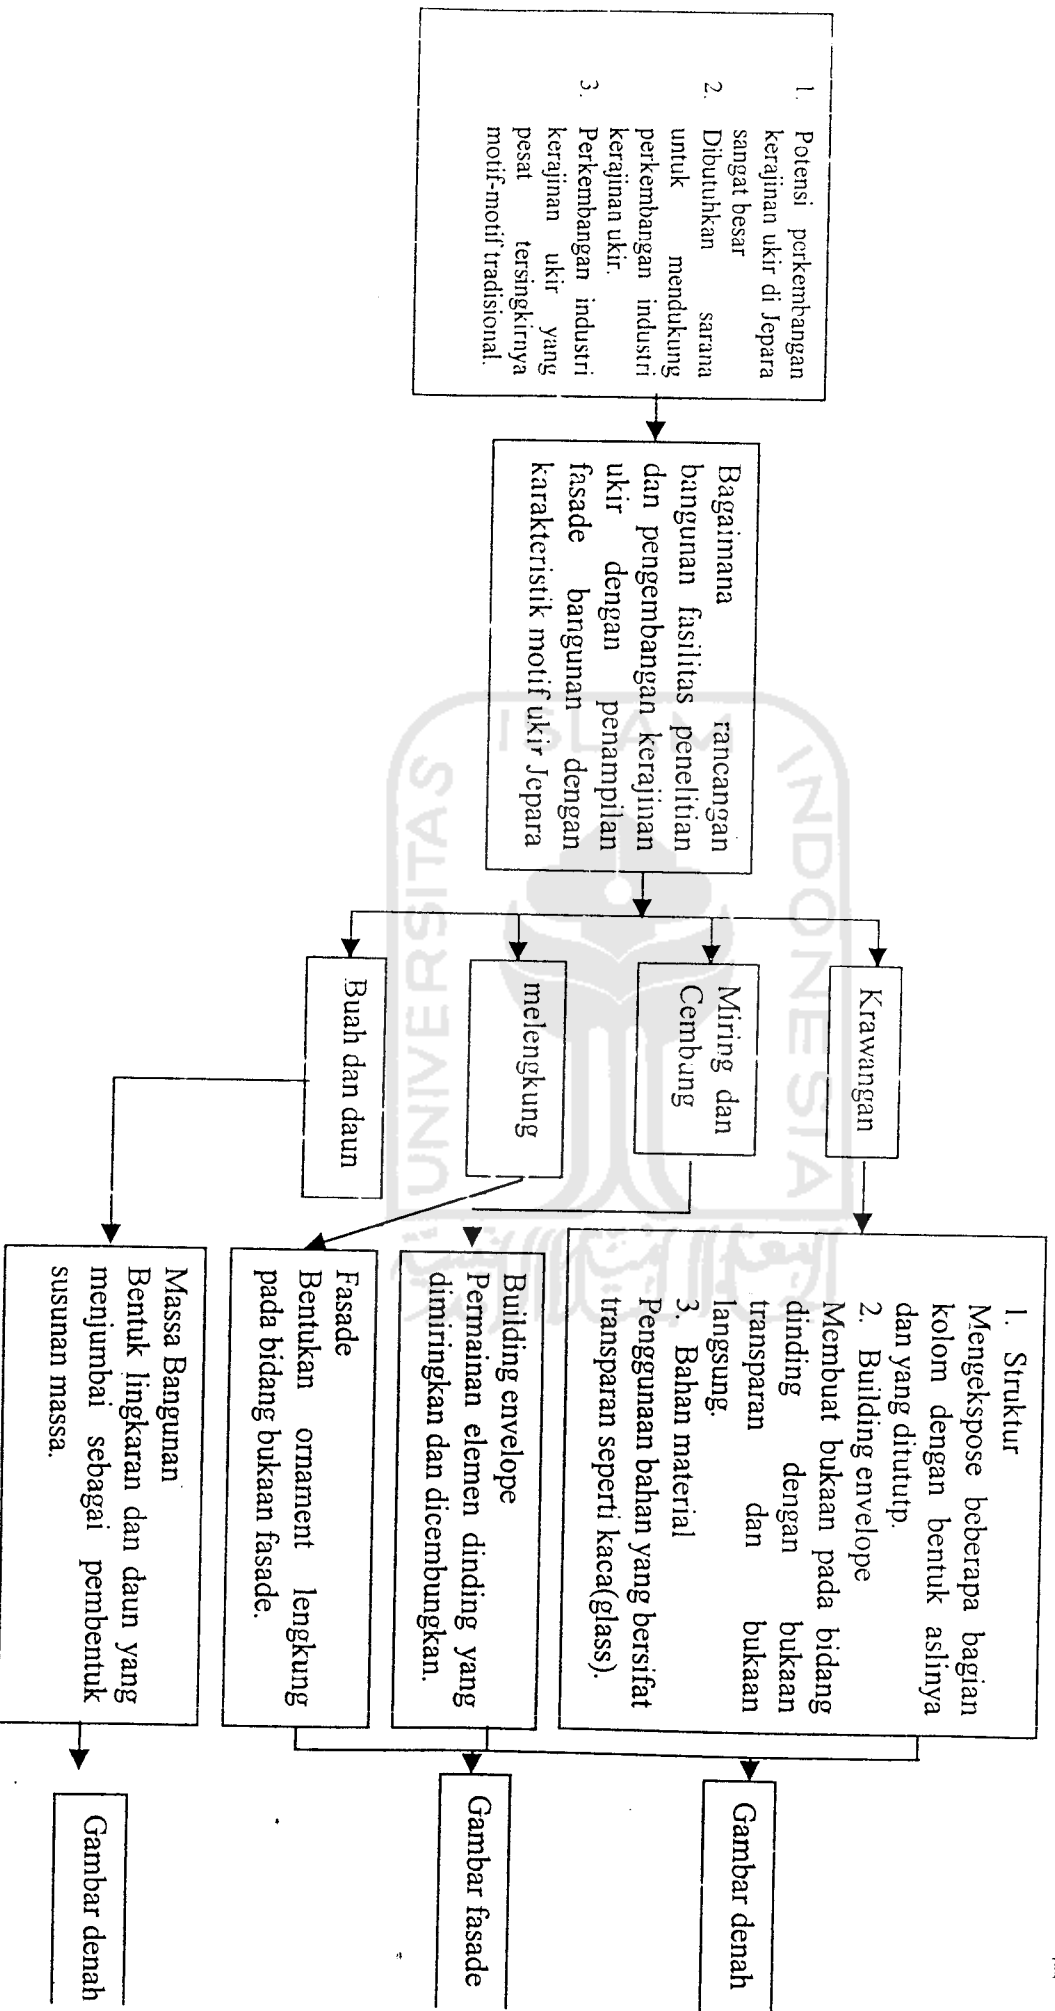 1. Potensi perkembangan
kerajinan ukir di Jepara
sangat besar
2. Dibutuhkan sarana
untuk mendukung
perkembangan industri
kerajinan ukir.
3. Perkembangan industri
kerajinan ukir yang
pesat tersingkirnya
motif-motif tradisional.
Bagaimana rancangan
bangunan fasilitas penelitian
dan pengembangan kerajinan
ukir dengan penampilan
fasade bangunan dengan
karakteristik motif ukir Jepara
Krawangan
Miring dan
Cembung
melengkung
Buah dan daun
1. Struktur
Mengekspose beberapa bagian
kolom dengan bentuk aslinya
dan yang ditututp.
2. Building envelope
Membuat bukaan pada bidang
dinding dengan bukaan
transparan dan bukaan
langsung.
3. Bahan material
Penggunaan bahan yang bersifat
transparan seperti kaca(glass).
Building envelope
Permainan elemen dinding yang
dimiringkan dan dicembungkan.
Fasade
Bentukan ornament lengkung
pada bidang bukaan fasade.
Massa Bangunan
Bentuk lingkaran dan daun yang
menjumbai sebagai pembentuk
susunan massa.
Gambar denah
Gambar fasade
Gambar denah
UNIVERSITAS
ISLAM
INDONESIA